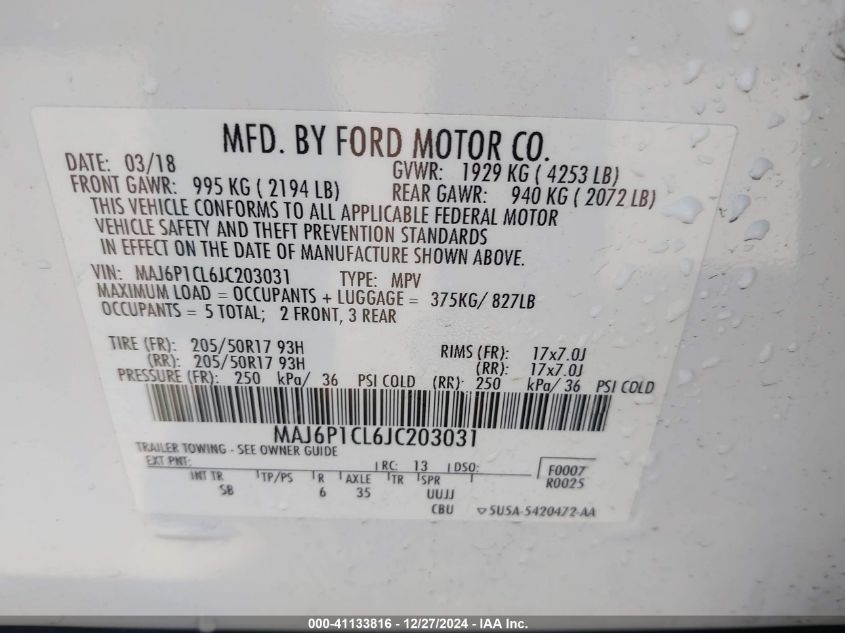 MFD. BY FORD MOTOR CO.
DATE: 03/18 GVWR: 1929 KG ( 4253 LB)
FRONT GAWR: 995 KG ( 2194 LB) REAR GAWR: 940 KG ( 2072 LB)
THIS VEHICLE CONFORMS TO ALL APPLICABLE FEDERAL MOTOR
VEHICLE SAFETY AND THEFT PREVENTION STANDARDS
IN EFFECT ON THE DATE OF MANUFACTURE SHOWN ABOVE.
VIN: MAJ6P1CL6JC203031 TYPE: MPV
MAXIMUM LOAD = OCCUPANTS + LUGGAGE = 375KG/ 827LB
OCCUPANTS = 5 TOTAL; 2 FRONT, 3 REAR
TIRE (FR): 205/50R17 93H RIMS (FR): 17x7.0J
(RR): 205/50R17 93H (RR): 17x7.0J
PRESSURE (FR): 250 kPa/ 36 PSI COLD (RR): 250 kPa/ 36 PSI COLD
MAJ6P1CL6JC203031
TRAILER TOWING - SEE OWNER GUIDE
EXT PNT: RC: 13 DSO: F0007
R0025
INT TR TP/PS R AXLE TR SPR
SB 6 35 UUJJ
CBU 5U5A-5420472-AA
000-41133816 - 12/27/2024 - IAA Inc.